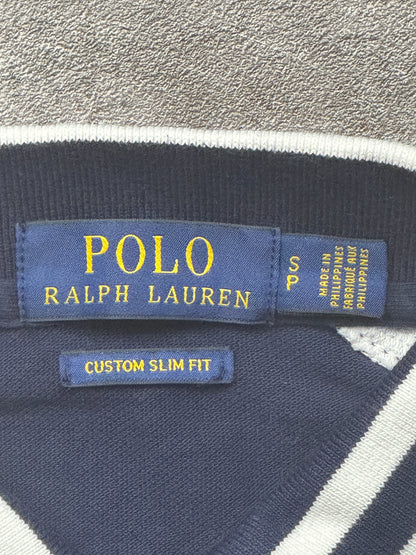 POLO
RALPH LAUREN
S
P
MADE IN
PHILIPPINES
FABRIQUÉ AUX
PHILIPPINES
CUSTOM SLIM FIT